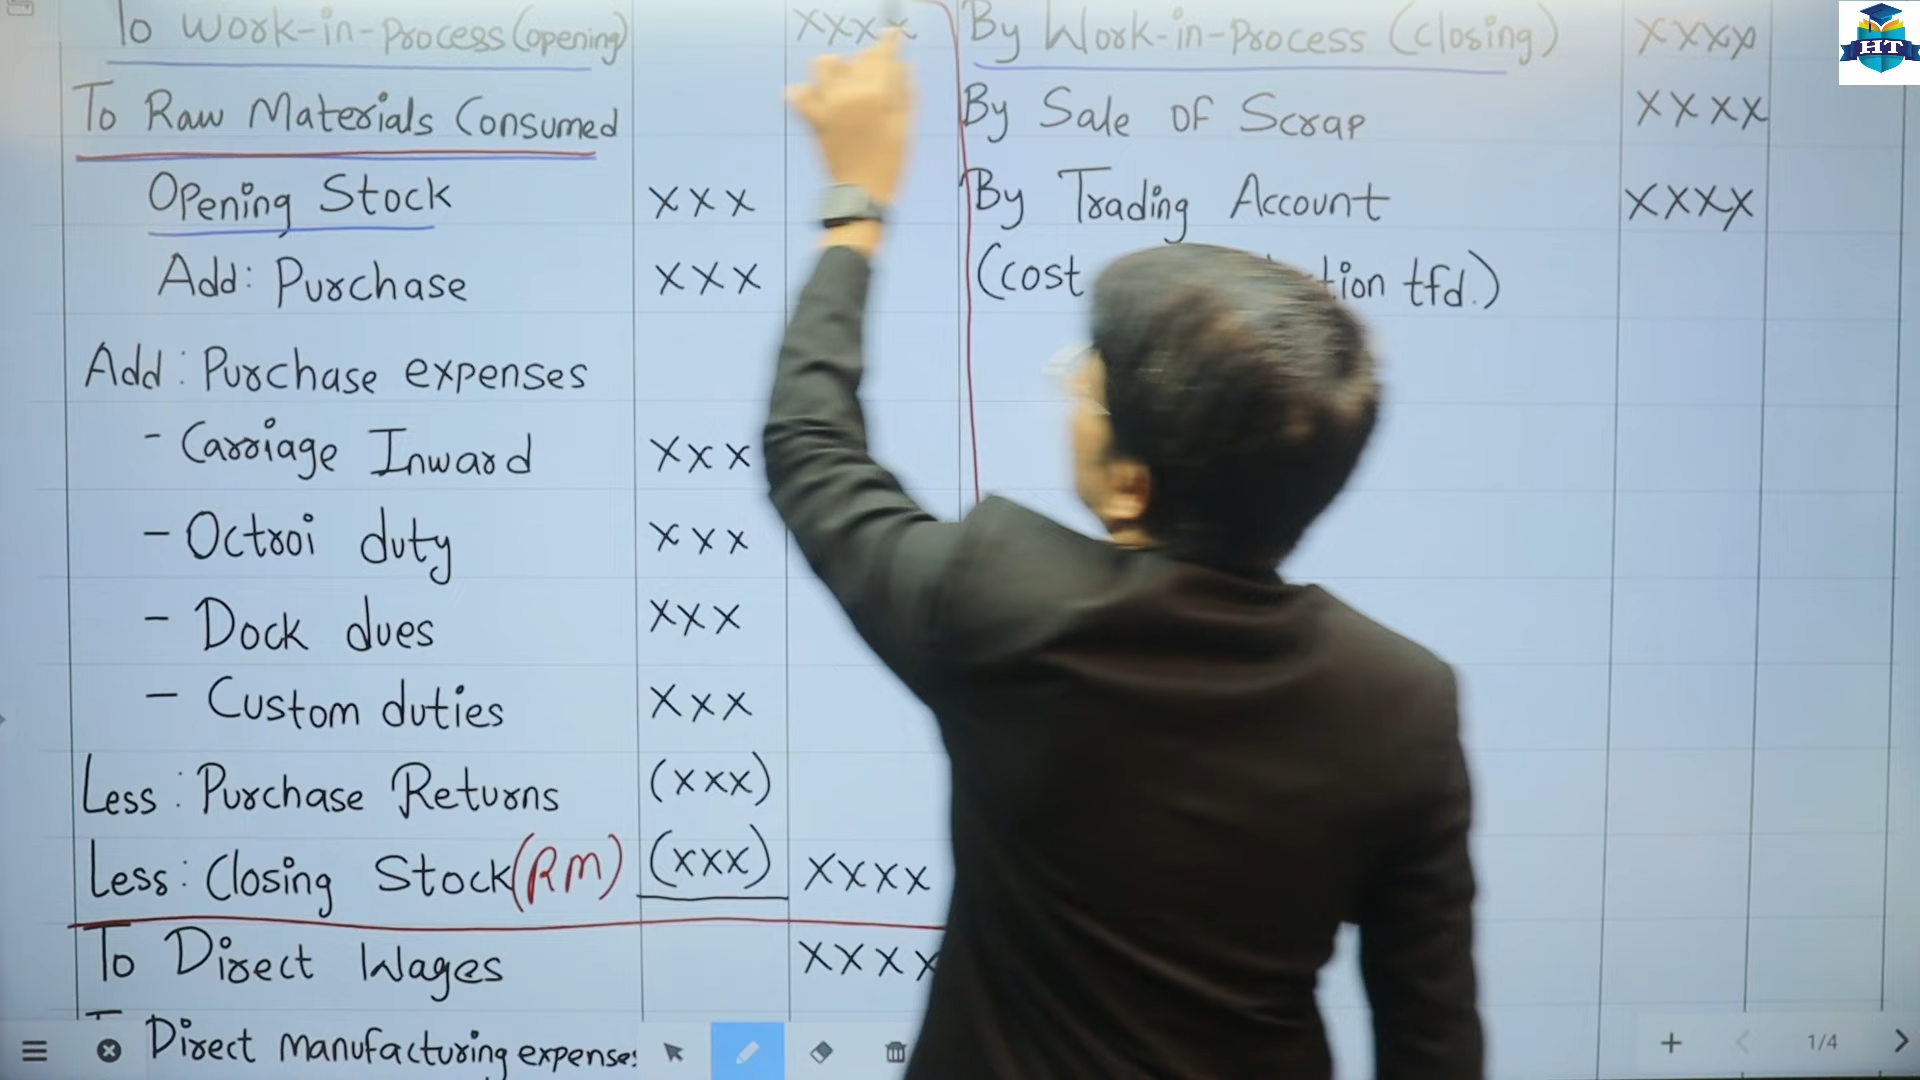 To Work-in-Process (opening) xxxx
To Raw Materials Consumed
Opening Stock xxx
Add: Purchase xxx
Add: Purchase expenses
- Carriage Inward xxx
- Octroi duty xxx
- Dock dues xxx
- Custom duties xxx
Less: Purchase Returns (xxx)
Less: Closing Stock (RM) (xxx) xxxx
To Direct Wages xxxx
Direct manufacturing expenses
By Work-in-Process (closing) xxxx
By Sale of Scrap xxxx
By Trading Account xxxx
(cost tion tfd.)
HT
1/4